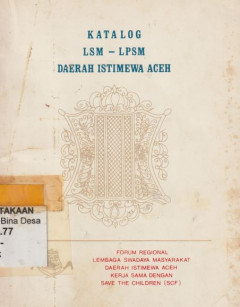 KATALOG
LSM - LPSM
DAERAH ISTIMEWA ACEH
TAKAAN
Bina Desa
.77
-
K
FORUM REGIONAL
LEMBAGA SWADAYA MASYARAKAT
DAERAH ISTIMEWA ACEH
KERJA SAMA DENGAN
SAVE THE CHILDREN (SCF)